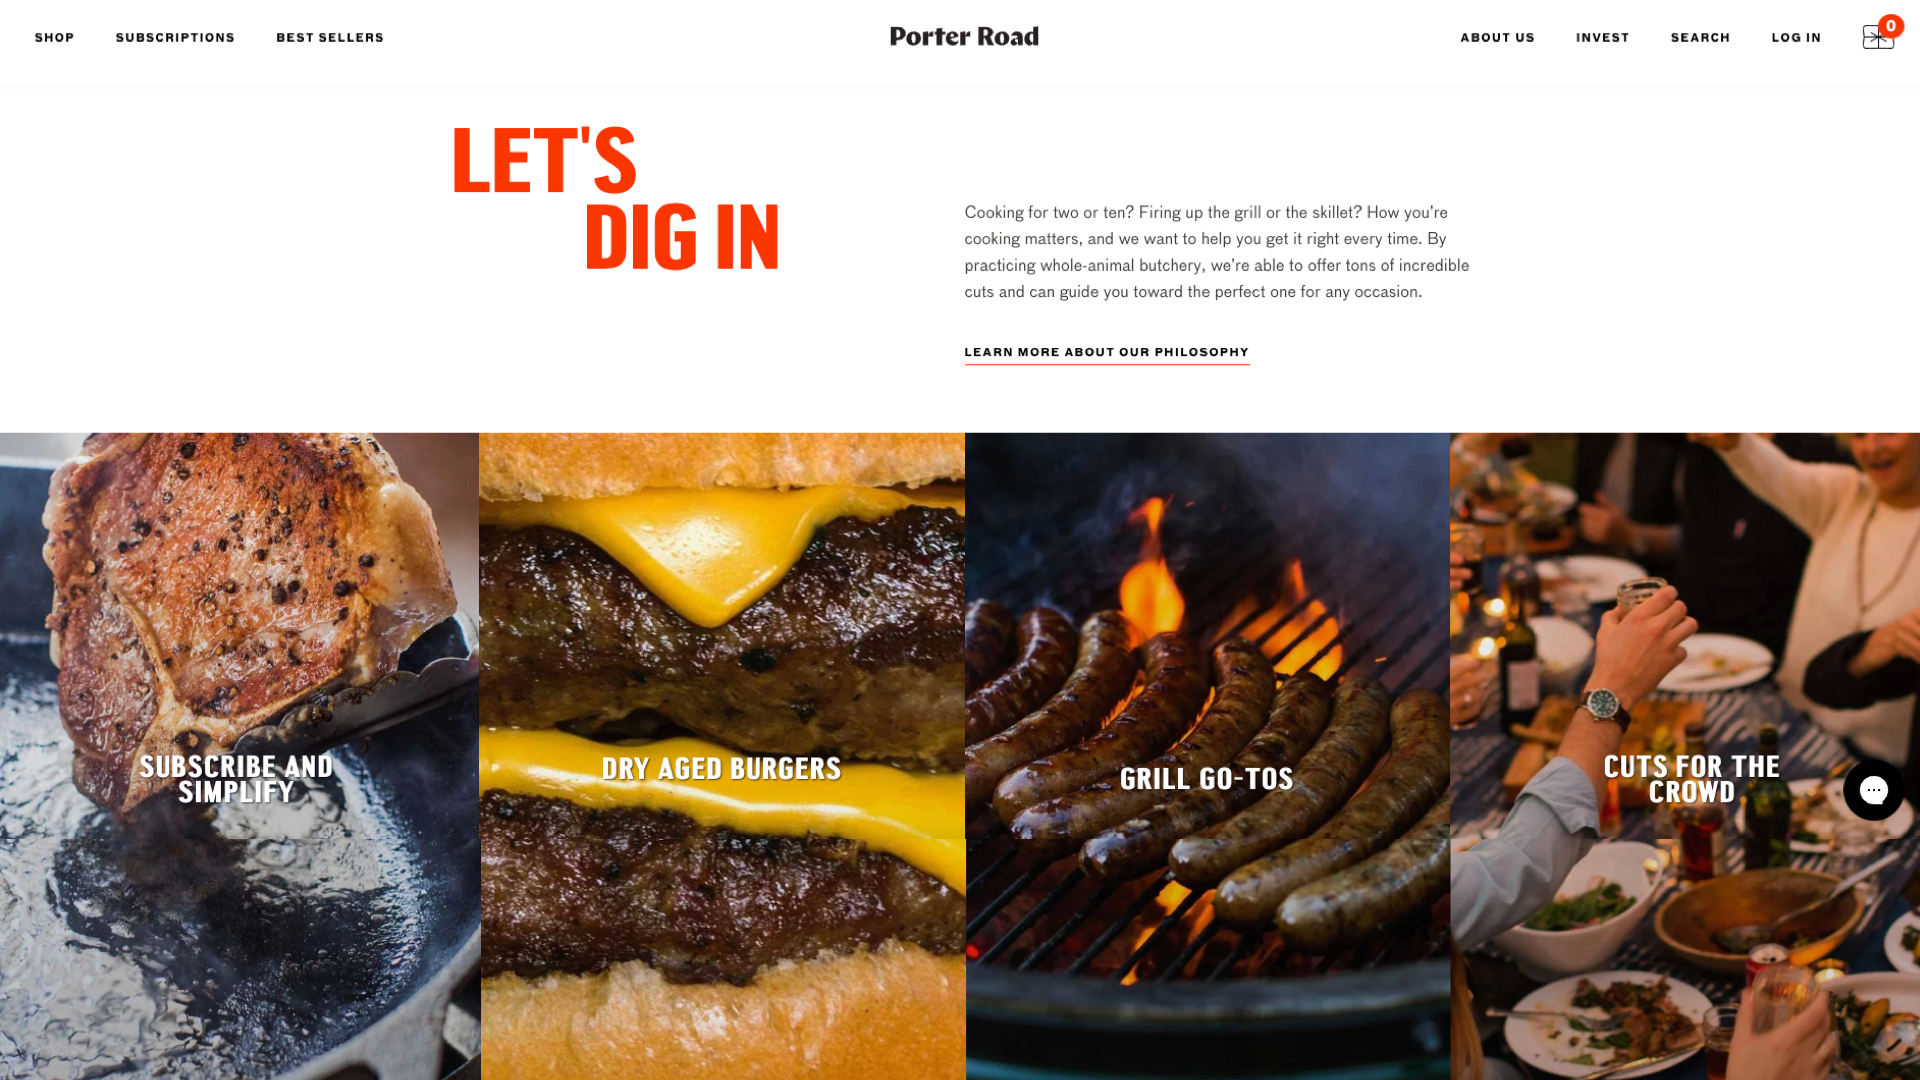 SHOP
SUBSCRIPTIONS
BEST SELLERS
Porter Road
ABOUT US
INVEST
SEARCH
LOG IN
0
LET'S
DIG IN
Cooking for two or ten? Firing up the grill or the skillet? How you’re
cooking matters, and we want to help you get it right every time. By
practicing whole-animal butchery, we’re able to offer tons of incredible
cuts and can guide you toward the perfect one for any occasion.
LEARN MORE ABOUT OUR PHILOSOPHY
SUBSCRIBE AND
SIMPLIFY
DRY AGED BURGERS
GRILL GO-TOS
CUTS FOR THE
CROWD